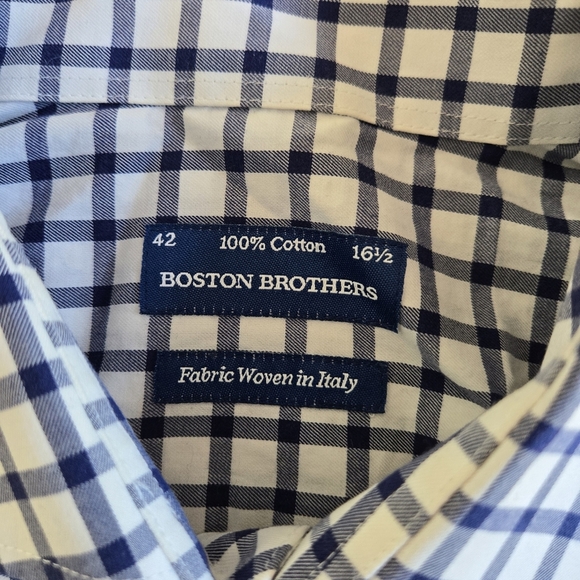 42 100% Cotton 16½
BOSTON BROTHERS
Fabric Woven in Italy